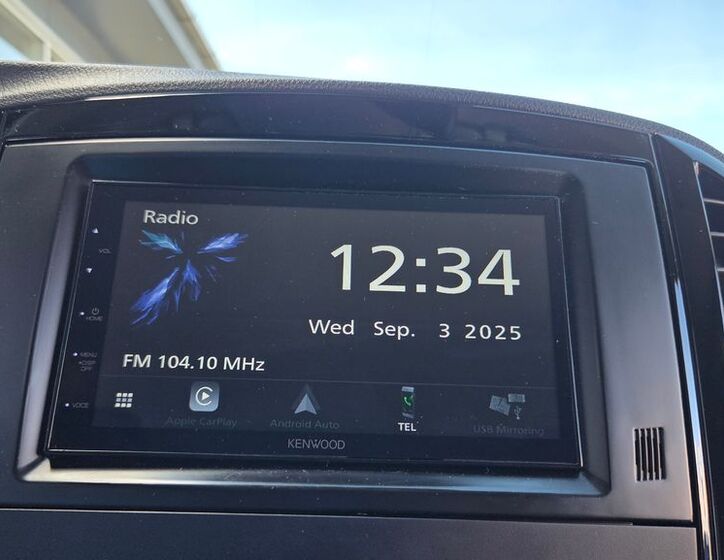 Radio
12:34
Wed Sep. 3 2025
FM 104.10 MHz
VOL
HOME
MENU
DISP
OFF
VOICE
Apple CarPlay
Android Auto
TEL
USB Mirroring
KENWOOD